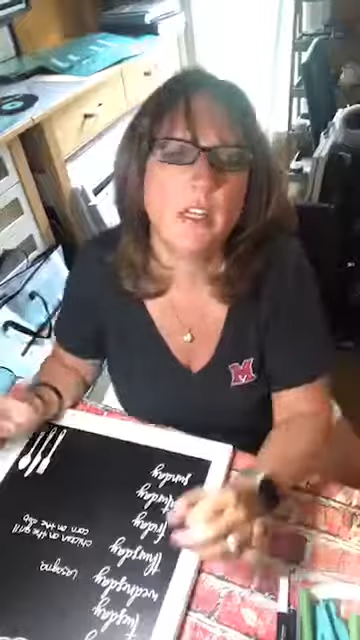 tuesday
wednesday
Lasagna
thursday
chicken on the grill
corn on the cob
friday
saturday
sunday
M